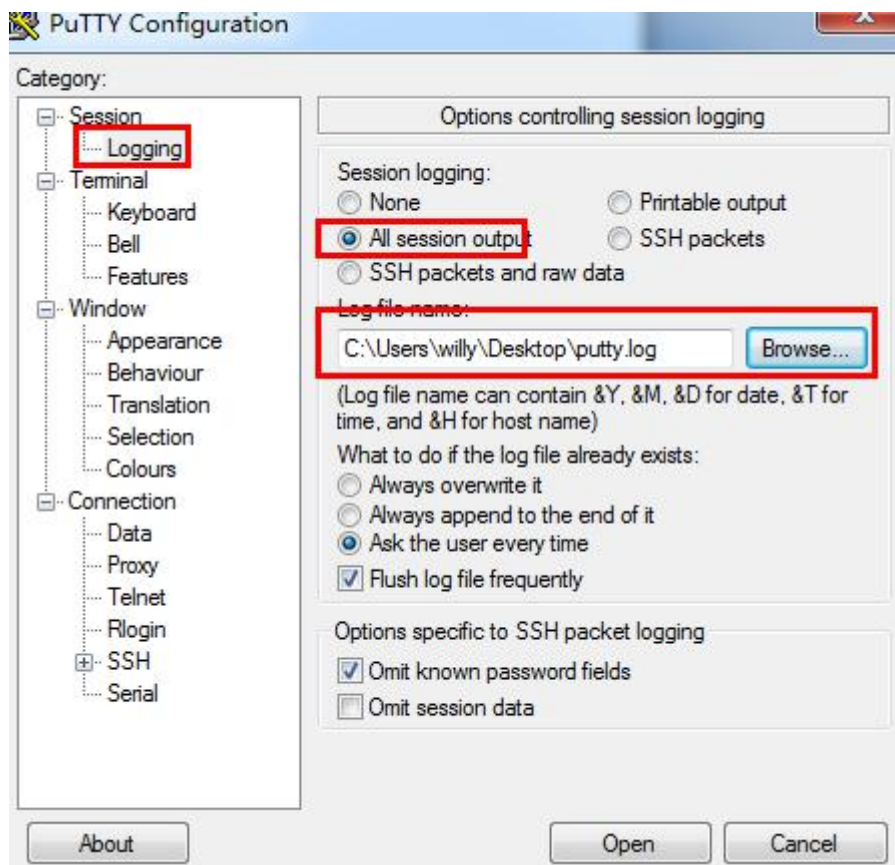 PuTTY Configuration
Category:
Session
Logging
Terminal
Keyboard
Bell
Features
Window
Appearance
Behaviour
Translation
Selection
Colours
Connection
Data
Proxy
Telnet
Rlogin
SSH
Serial
Options controlling session logging
Session logging:
None
Printable output
All session output
SSH packets
SSH packets and raw data
Log file name:
C:\Users\willy\Desktop\putty.log
Browse...
(Log file name can contain &Y, &M, &D for date, &T for
time, and &H for host name)
What to do if the log file already exists:
Always overwrite it
Always append to the end of it
Ask the user every time
Flush log file frequently
Options specific to SSH packet logging
Omit known password fields
Omit session data
About
Open
Cancel